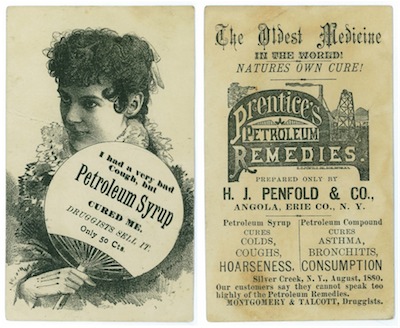 I had a very bad
Cough, but
Petroleum Syrup
CURED ME.
DRUGGISTS SELL IT.
Only 50 Cts.
The Oldest Medicine
IN THE WORLD!
NATURES OWN CURE!
Prentice's
PETROLEUM
REMEDIES.
PREPARED ONLY BY
H. J. PENFOLD & CO.,
ANGOLA, ERIE CO., N. Y.
Petroleum Syrup
CURES
COLDS,
COUGHS,
HOARSENESS.
Petroleum Compound
CURES
ASTHMA,
BRONCHITIS,
CONSUMPTION
Silver Creek, N. Y., August, 1880.
Our customers say they cannot speak too
highly of the Petroleum Remedies.
MONTGOMERY & TALCOTT, Druggists.